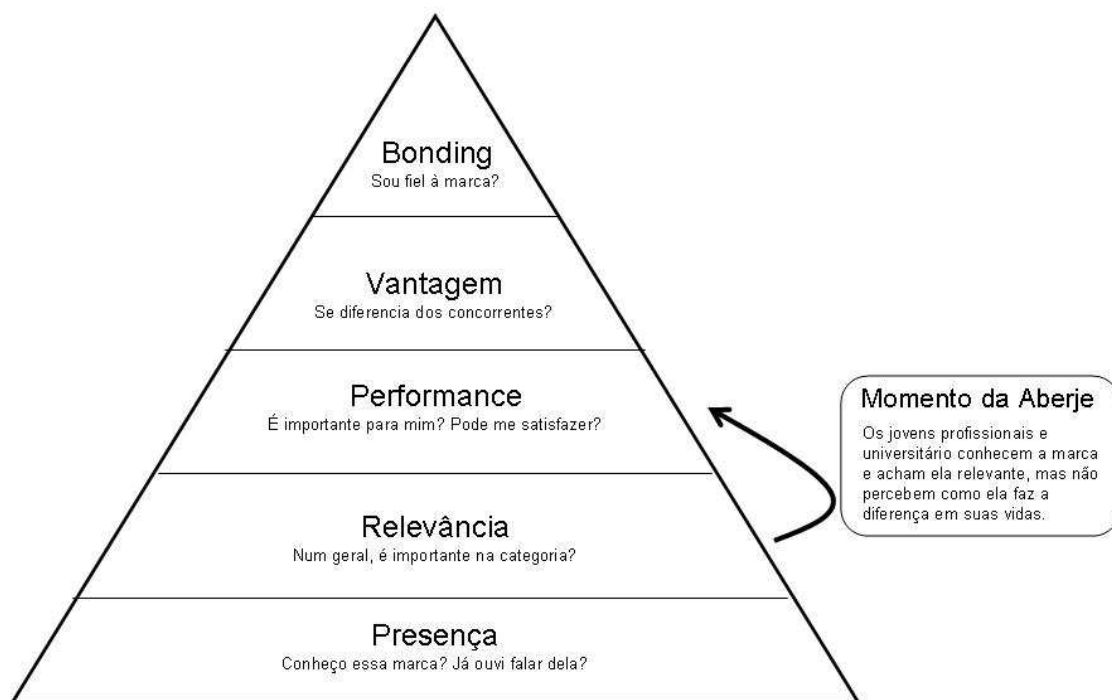 Bonding
Sou fiel à marca?
Vantagem
Se diferencia dos concorrentes?
Performance
É importante para mim? Pode me satisfazer?
Momento da Aberje
Os jovens profissionais e
universitário conhecem a marca
e acham ela relevante, mas não
percebem como ela faz a
diferença em suas vidas.
Relevância
Num geral, é importante na categoria?
Presença
Conheço essa marca? Já ouvi falar dela?